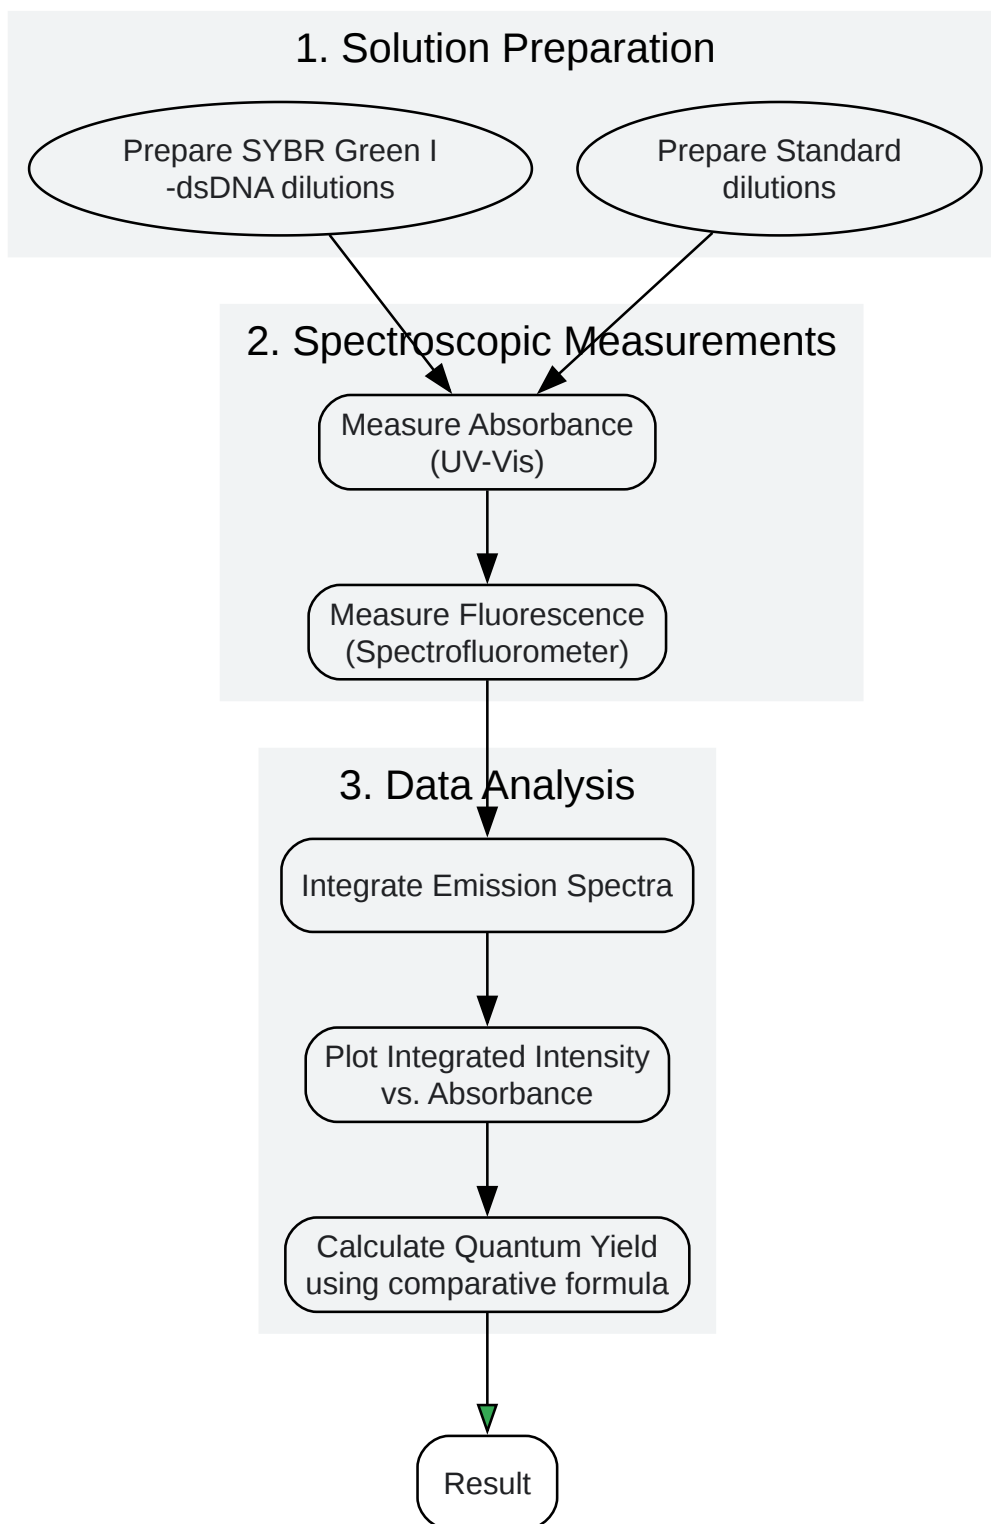 1. Solution Preparation
Prepare SYBR Green I
-dsDNA dilutions
Prepare Standard
dilutions
2. Spectroscopic Measurements
Measure Absorbance
(UV-Vis)
Measure Fluorescence
(Spectrofluorometer)
3. Data Analysis
Integrate Emission Spectra
Plot Integrated Intensity
vs. Absorbance
Calculate Quantum Yield
using comparative formula
Result